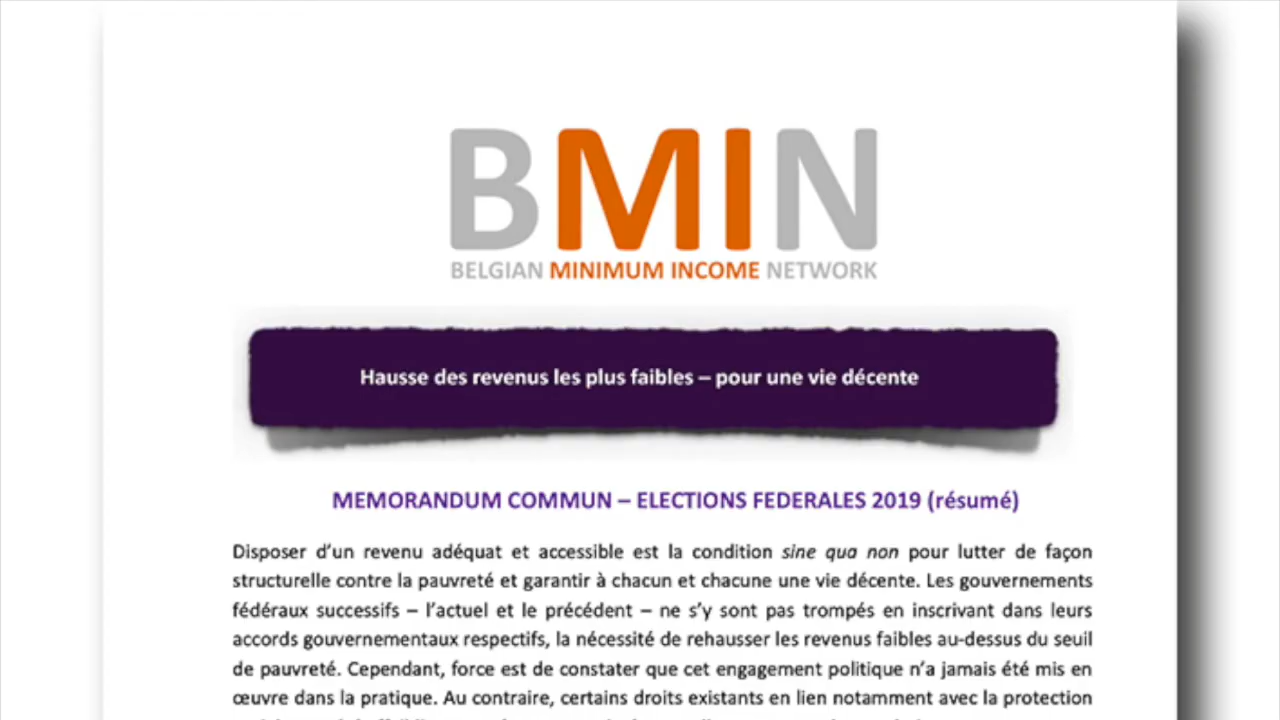 BMIN
BELGIAN MINIMUM INCOME NETWORK
Hausse des revenus les plus faibles – pour une vie décente
MEMORANDUM COMMUN – ELECTIONS FEDERALES 2019 (résumé)
Disposer d’un revenu adéquat et accessible est la condition sine qua non pour lutter de façon
structurelle contre la pauvreté et garantir à chacun et chacune une vie décente. Les gouvernements
fédéraux successifs – l’actuel et le précédent – ne s’y sont pas trompés en inscrivant dans leurs
accords gouvernementaux respectifs, la nécessité de rehausser les revenus faibles au-dessus du seuil
de pauvreté. Cependant, force est de constater que cet engagement politique n’a jamais été mis en
œuvre dans la pratique. Au contraire, certains droits existants en lien notamment avec la protection